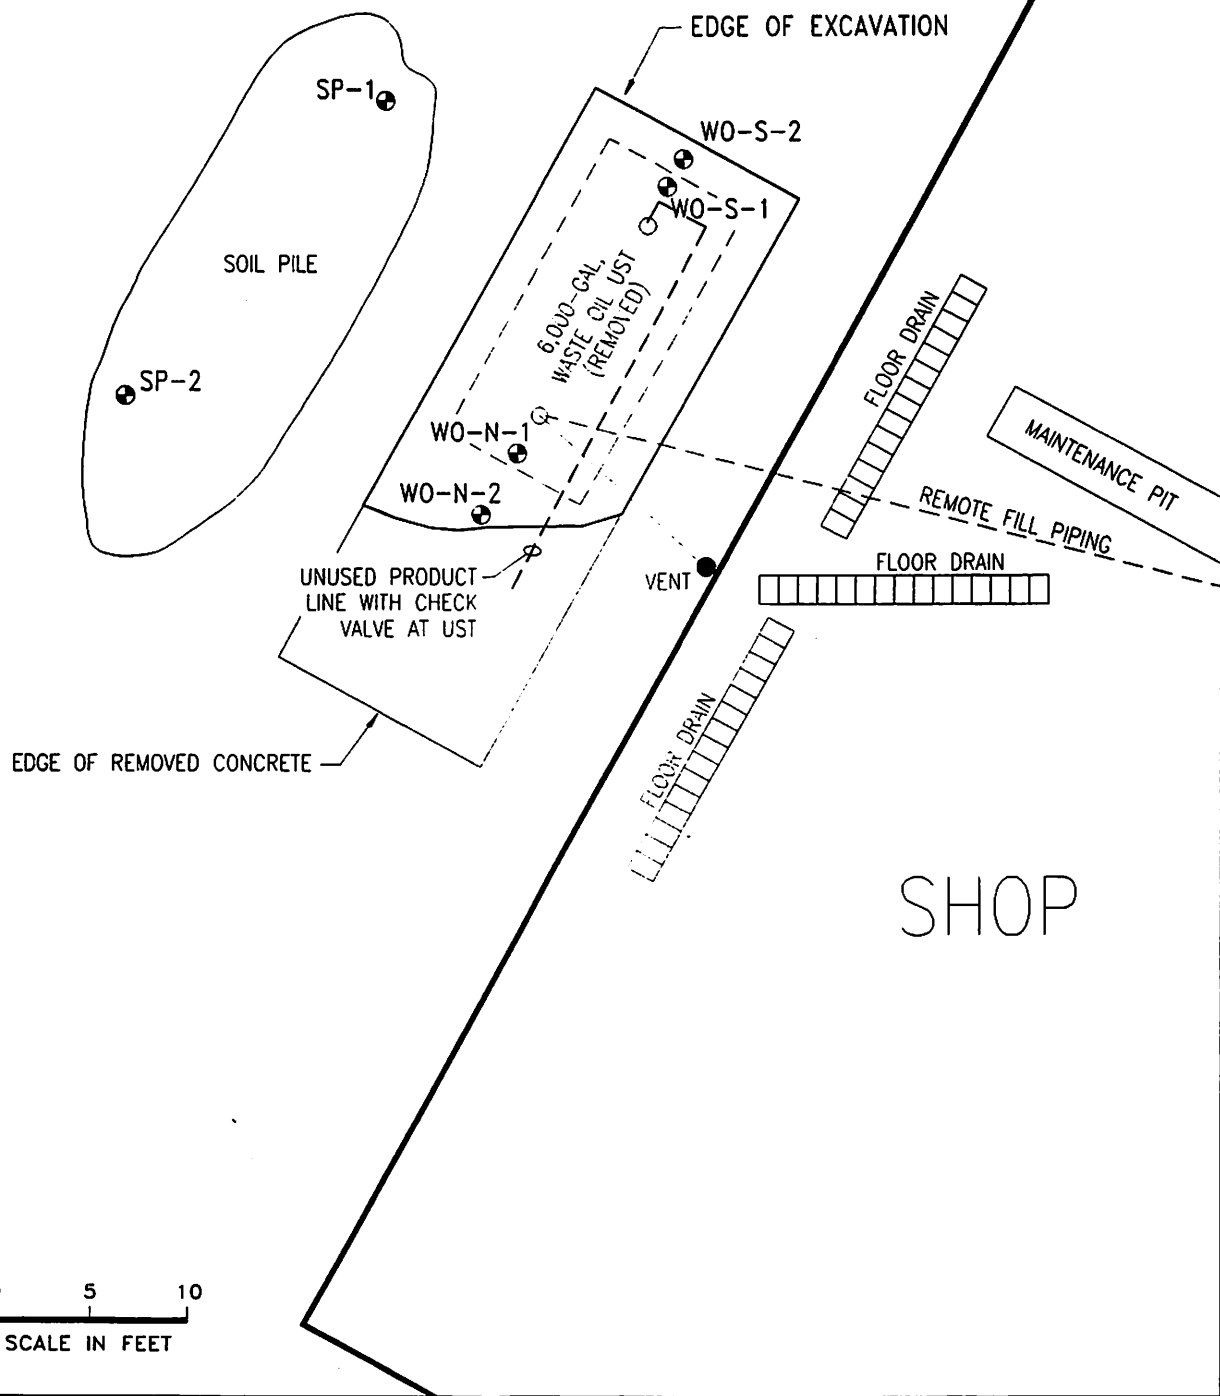 EDGE OF EXCAVATION
SP-1
WO-S-2
WO-S-1
SOIL PILE
6,000-GAL,
WASTE OIL UST
(REMOVED)
FLOOR DRAIN
SP-2
WO-N-1
MAINTENANCE PIT
WO-N-2
REMOTE FILL PIPING
FLOOR DRAIN
UNUSED PRODUCT
LINE WITH CHECK
VALVE AT UST
VENT
FLOOR DRAIN
EDGE OF REMOVED CONCRETE
SHOP
5 10
SCALE IN FEET